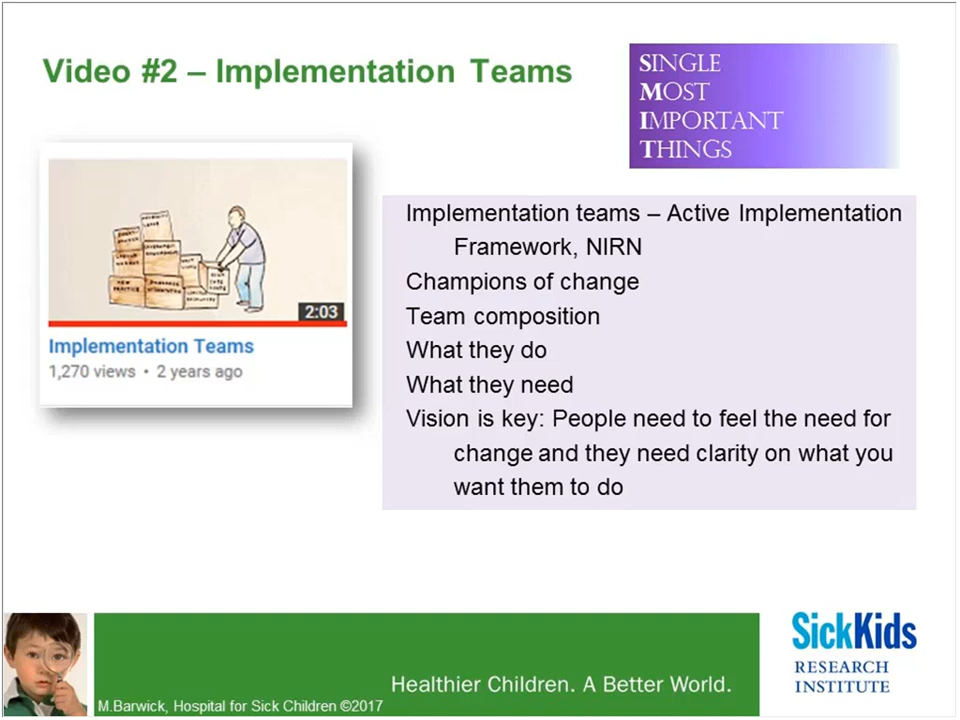 Video #2 – Implementation Teams
SINGLE
MOST
IMPORTANT
THINGS
2:03
Implementation Teams
1,270 views • 2 years ago
Implementation teams – Active Implementation
Framework, NIRN
Champions of change
Team composition
What they do
What they need
Vision is key: People need to feel the need for
change and they need clarity on what you
want them to do
Healthier Children. A Better World.
M.Barwick, Hospital for Sick Children ©2017
SickKids
RESEARCH
INSTITUTE